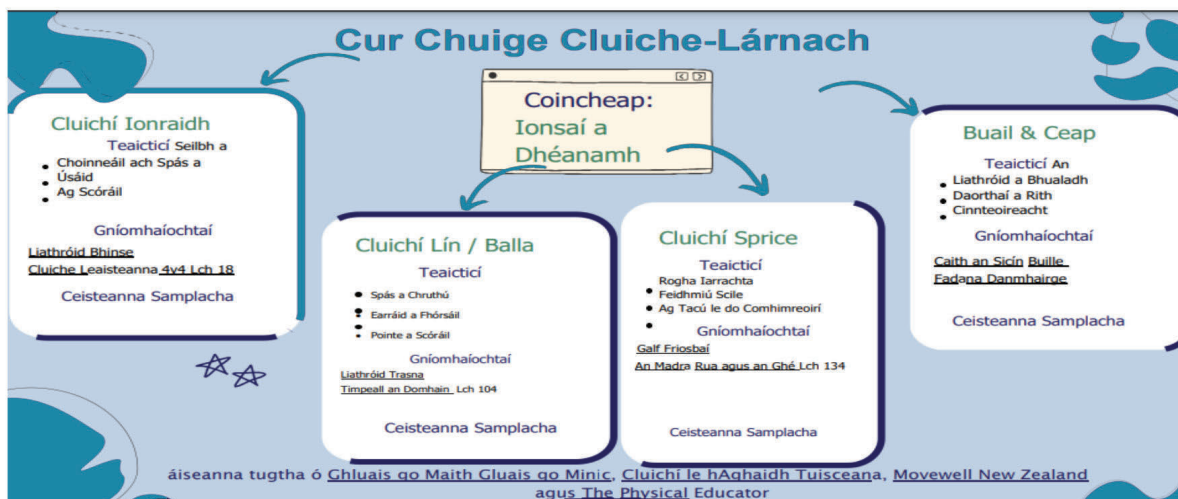 Cur Chuige Cluiche-Lárnach
Coincheap:
Ionsaí a
Dhéanamh
Cluichí Ionraidh
Teaicticí Seilbh a
Choinneáil ach Spás a
Úsáid
Ag Scóráil
Gníomhaíochtaí
Liathróid Bhinse
Cluiche Leaisteanna 4v4 Lch 18
Ceisteanna Samplacha
Cluichí Lín / Balla
Teaicticí
Spás a Chruthú
Earráid a Fhórsáil
Pointe a Scóráil
Gníomhaíochtaí
Liathróid Trasna
Timpeall an Domhain Lch 104
Ceisteanna Samplacha
Cluichí Sprice
Teaicticí
Rogha Iarrachta
Feidhmiú Scile
Ag Tacú le do Comhimreoirí
Gníomhaíochtaí
Galf Friosbaí
An Madra Rua agus an Ghé Lch 134
Ceisteanna Samplacha
Buail & Ceap
Teaicticí An
Liathróid a Bhualadh
Daorthaí a Rith
Cinnteoireacht
Gníomhaíochtaí
Caith an Sicín Buille
Fadana Danmhairge
Ceisteanna Samplacha
áiseanna tugtha ó Ghluais go Maith Gluais go Minic, Cluichí le hAghaidh Tuisceana, Movewell New Zealand
agus The Physical Educator